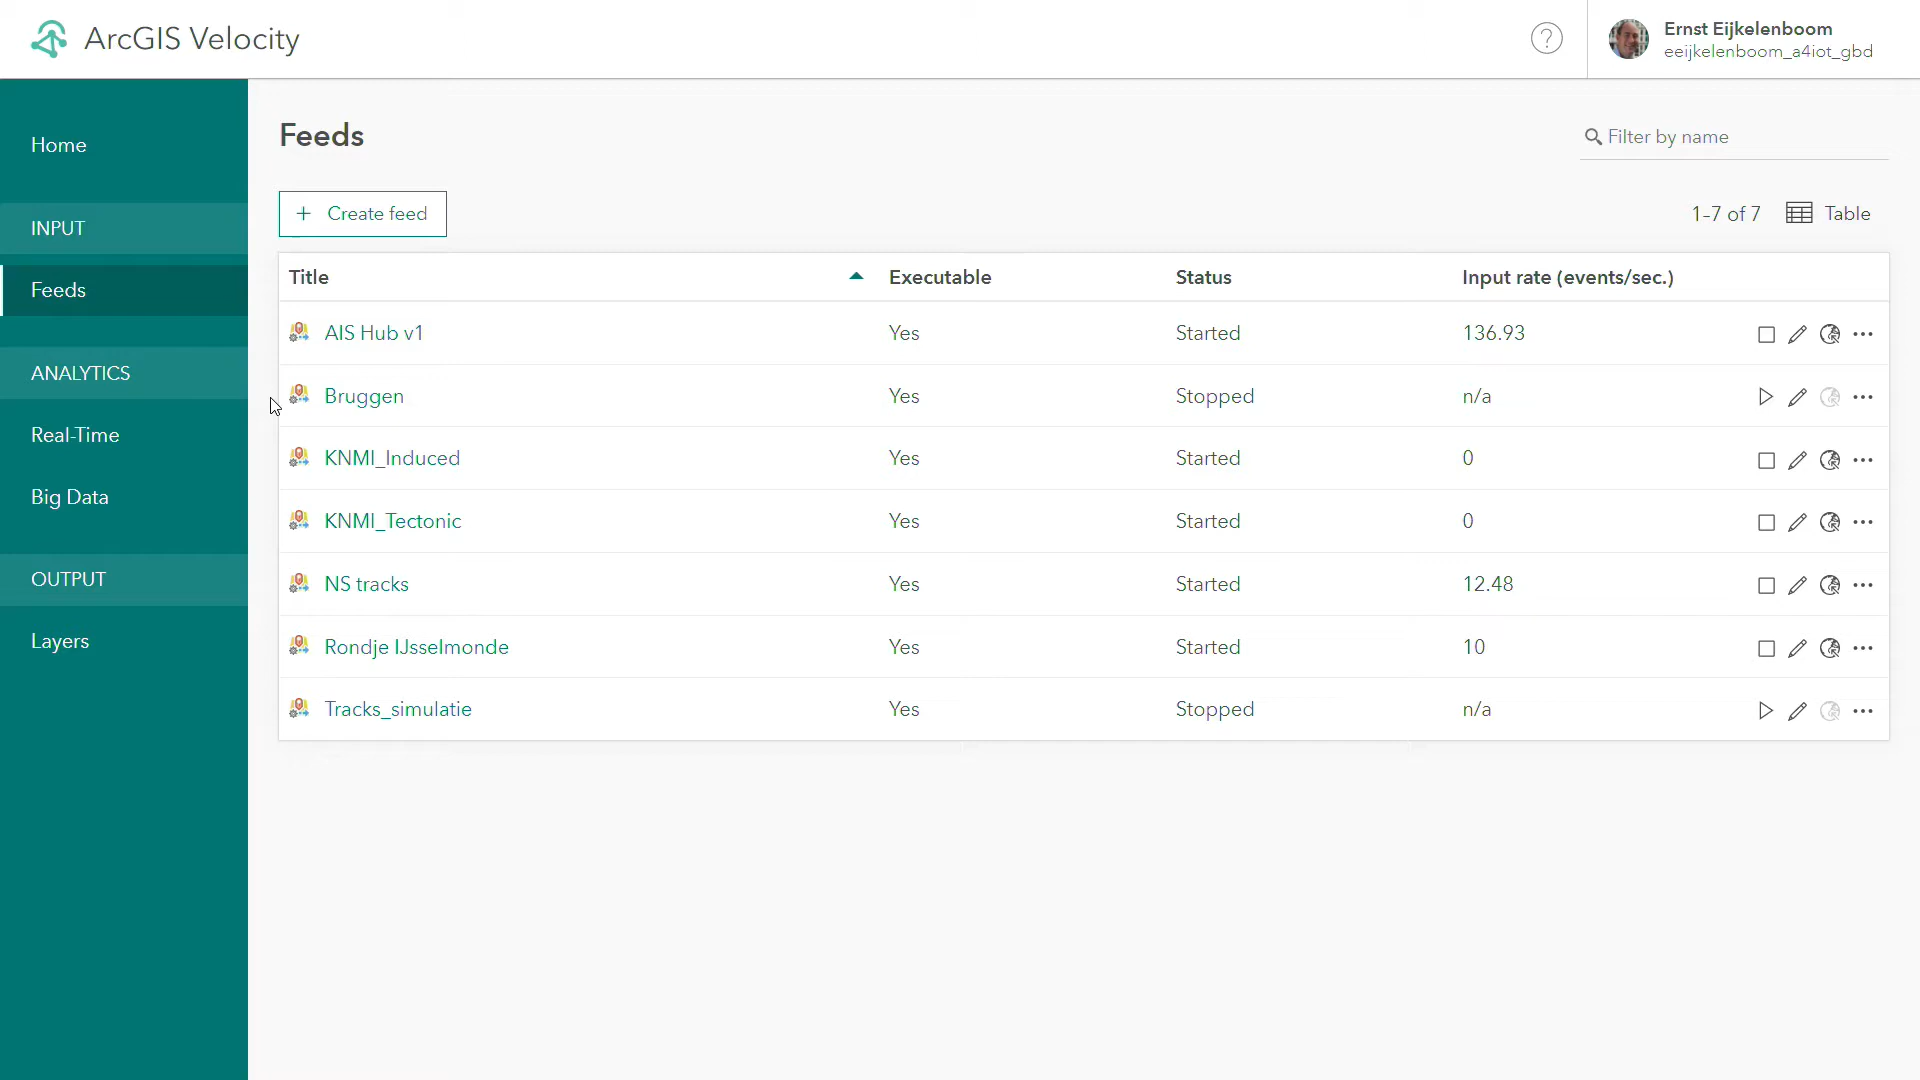 ArcGIS Velocity
Ernst Eijkelenboom
eeijkelenboom_a4iot_gbd
Home
INPUT
Feeds
ANALYTICS
Real-Time
Big Data
OUTPUT
Layers
Feeds
Filter by name
+ Create feed
1–7 of 7 Table
Title Executable Status Input rate (events/sec.)
AIS Hub v1 Yes Started 136.93
Bruggen Yes Stopped n/a
KNMI_Induced Yes Started 0
KNMI_Tectonic Yes Started 0
NS tracks Yes Started 12.48
Rondje IJsselmonde Yes Started 10
Tracks_simulatie Yes Stopped n/a